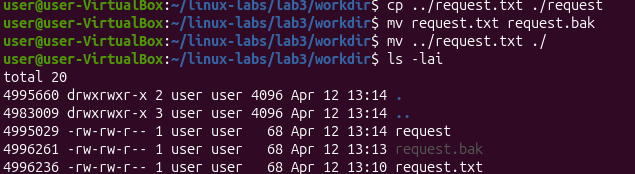 user@user-VirtualBox:~/linux-labs/lab3/workdir$ cp ../request.txt ./request
user@user-VirtualBox:~/linux-labs/lab3/workdir$ mv request.txt request.bak
user@user-VirtualBox:~/linux-labs/lab3/workdir$ mv ../request.txt ./
user@user-VirtualBox:~/linux-labs/lab3/workdir$ ls -lai
total 20
4995660 drwxrwxr-x 2 user user 4096 Apr 12 13:14 .
4983009 drwxrwxr-x 3 user user 4096 Apr 12 13:14 ..
4995029 -rw-rw-r-- 1 user user   68 Apr 12 13:14 request
4996261 -rw-rw-r-- 1 user user   68 Apr 12 13:13 request.bak
4996236 -rw-rw-r-- 1 user user   68 Apr 12 13:10 request.txt